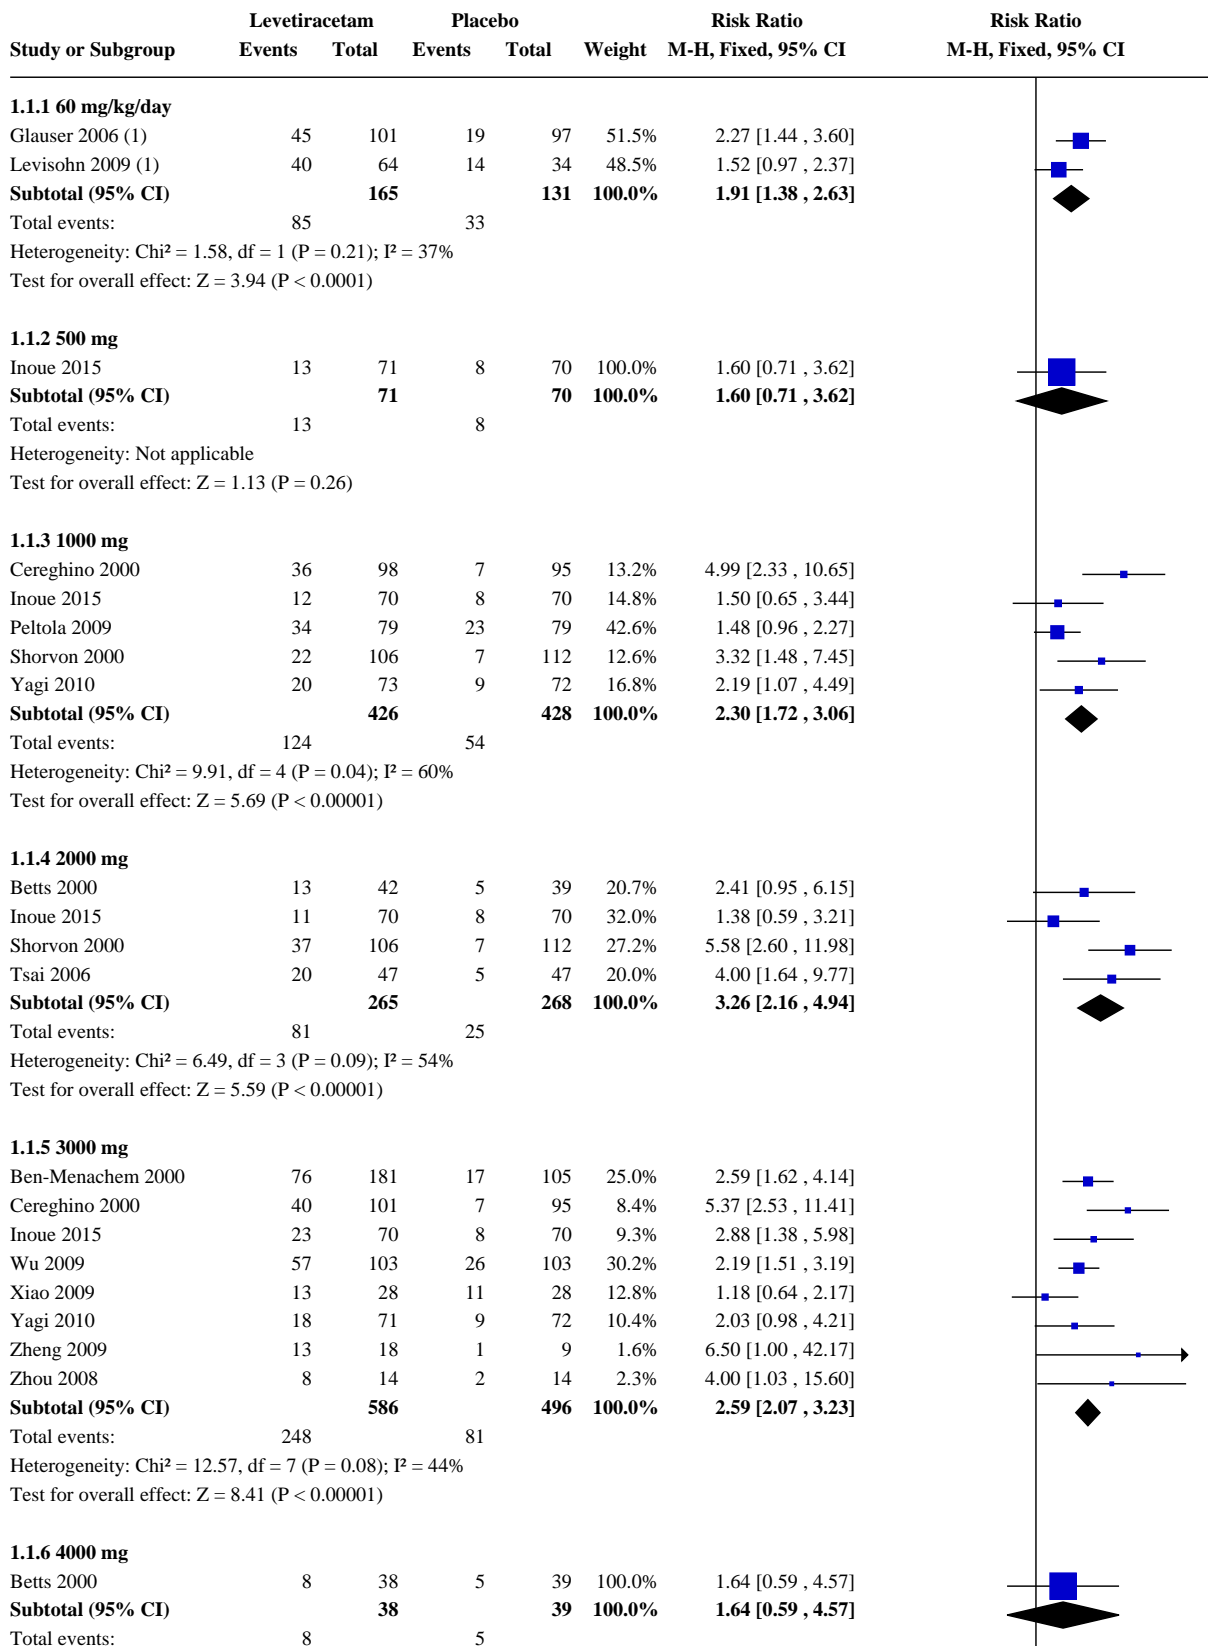 Levetiracetam Placebo Risk Ratio Risk Ratio
Study or Subgroup Events Total Events Total Weight M-H, Fixed, 95% CI M-H, Fixed, 95% CI
1.1.1 60 mg/kg/day
Glauser 2006 (1) 45 101 19 97 51.5% 2.27 [1.44 , 3.60]
Levisohn 2009 (1) 40 64 14 34 48.5% 1.52 [0.97 , 2.37]
Subtotal (95% CI) 165 131 100.0% 1.91 [1.38 , 2.63]
Total events: 85 33
Heterogeneity: Chi² = 1.58, df = 1 (P = 0.21); I² = 37%
Test for overall effect: Z = 3.94 (P < 0.0001)
1.1.2 500 mg
Inoue 2015 13 71 8 70 100.0% 1.60 [0.71 , 3.62]
Subtotal (95% CI) 71 70 100.0% 1.60 [0.71 , 3.62]
Total events: 13 8
Heterogeneity: Not applicable
Test for overall effect: Z = 1.13 (P = 0.26)
1.1.3 1000 mg
Cereghino 2000 36 98 7 95 13.2% 4.99 [2.33 , 10.65]
Inoue 2015 12 70 8 70 14.8% 1.50 [0.65 , 3.44]
Peltola 2009 34 79 23 79 42.6% 1.48 [0.96 , 2.27]
Shorvon 2000 22 106 7 112 12.6% 3.32 [1.48 , 7.45]
Yagi 2010 20 73 9 72 16.8% 2.19 [1.07 , 4.49]
Subtotal (95% CI) 426 428 100.0% 2.30 [1.72 , 3.06]
Total events: 124 54
Heterogeneity: Chi² = 9.91, df = 4 (P = 0.04); I² = 60%
Test for overall effect: Z = 5.69 (P < 0.00001)
1.1.4 2000 mg
Betts 2000 13 42 5 39 20.7% 2.41 [0.95 , 6.15]
Inoue 2015 11 70 8 70 32.0% 1.38 [0.59 , 3.21]
Shorvon 2000 37 106 7 112 27.2% 5.58 [2.60 , 11.98]
Tsai 2006 20 47 5 47 20.0% 4.00 [1.64 , 9.77]
Subtotal (95% CI) 265 268 100.0% 3.26 [2.16 , 4.94]
Total events: 81 25
Heterogeneity: Chi² = 6.49, df = 3 (P = 0.09); I² = 54%
Test for overall effect: Z = 5.59 (P < 0.00001)
1.1.5 3000 mg
Ben-Menachem 2000 76 181 17 105 25.0% 2.59 [1.62 , 4.14]
Cereghino 2000 40 101 7 95 8.4% 5.37 [2.53 , 11.41]
Inoue 2015 23 70 8 70 9.3% 2.88 [1.38 , 5.98]
Wu 2009 57 103 26 103 30.2% 2.19 [1.51 , 3.19]
Xiao 2009 13 28 11 28 12.8% 1.18 [0.64 , 2.17]
Yagi 2010 18 71 9 72 10.4% 2.03 [0.98 , 4.21]
Zheng 2009 13 18 1 9 1.6% 6.50 [1.00 , 42.17]
Zhou 2008 8 14 2 14 2.3% 4.00 [1.03 , 15.60]
Subtotal (95% CI) 586 496 100.0% 2.59 [2.07 , 3.23]
Total events: 248 81
Heterogeneity: Chi² = 12.57, df = 7 (P = 0.08); I² = 44%
Test for overall effect: Z = 8.41 (P < 0.00001)
1.1.6 4000 mg
Betts 2000 8 38 5 39 100.0% 1.64 [0.59 , 4.57]
Subtotal (95% CI) 38 39 100.0% 1.64 [0.59 , 4.57]
Total events: 8 5